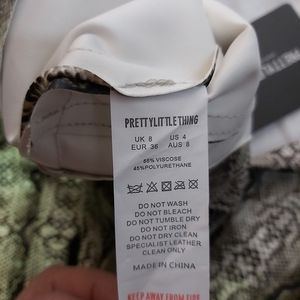 PRETTYLITTLETHING
UK 8 US 4
EUR 36 AUS 8
55% VISCOSE
45%POLYURETHANE
DO NOT WASH
DO NOT BLEACH
DO NOT TUMBLE DRY
DO NOT IRON
DO NOT DRY CLEAN
SPECIALIST LEATHER
CLEAN ONLY
MADE IN CHINA
KEEP AWAY FROM FIRE